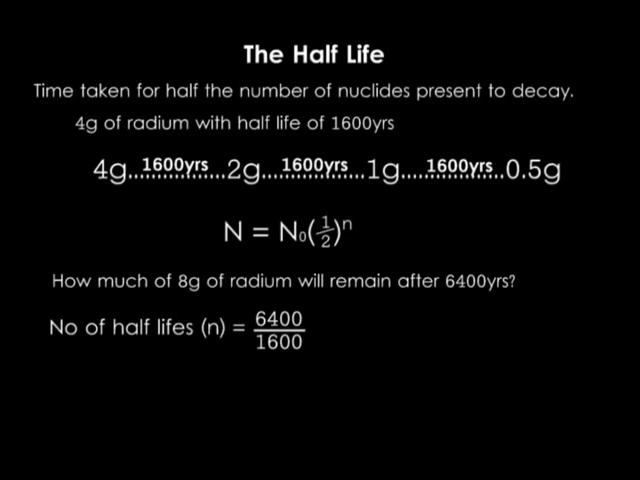 The Half Life
Time taken for half the number of nuclides present to decay.
4g of radium with half life of 1600yrs
4g..1600yrs...2g...1600yrs...1g....1600yrs..0.5g
N = N₀(½)ⁿ
How much of 8g of radium will remain after 6400yrs?
No of half lifes (n) = 6400/1600